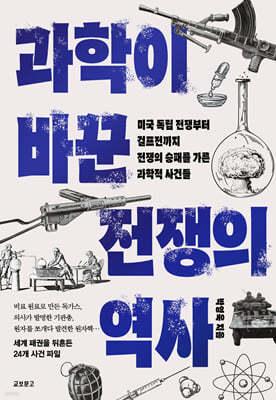 과학이
바꾼
전쟁의
역사
미국 독립 전쟁부터
걸프전까지
전쟁의 승패를 가른
과학적 사건들
비료 원료로 만든 독가스,
의사가 발명한 기관총,
원자를 쪼개다 발견한 원자핵…
세계 패권을 뒤흔든
24개 사건 파일
박영욱 지음
교보문고